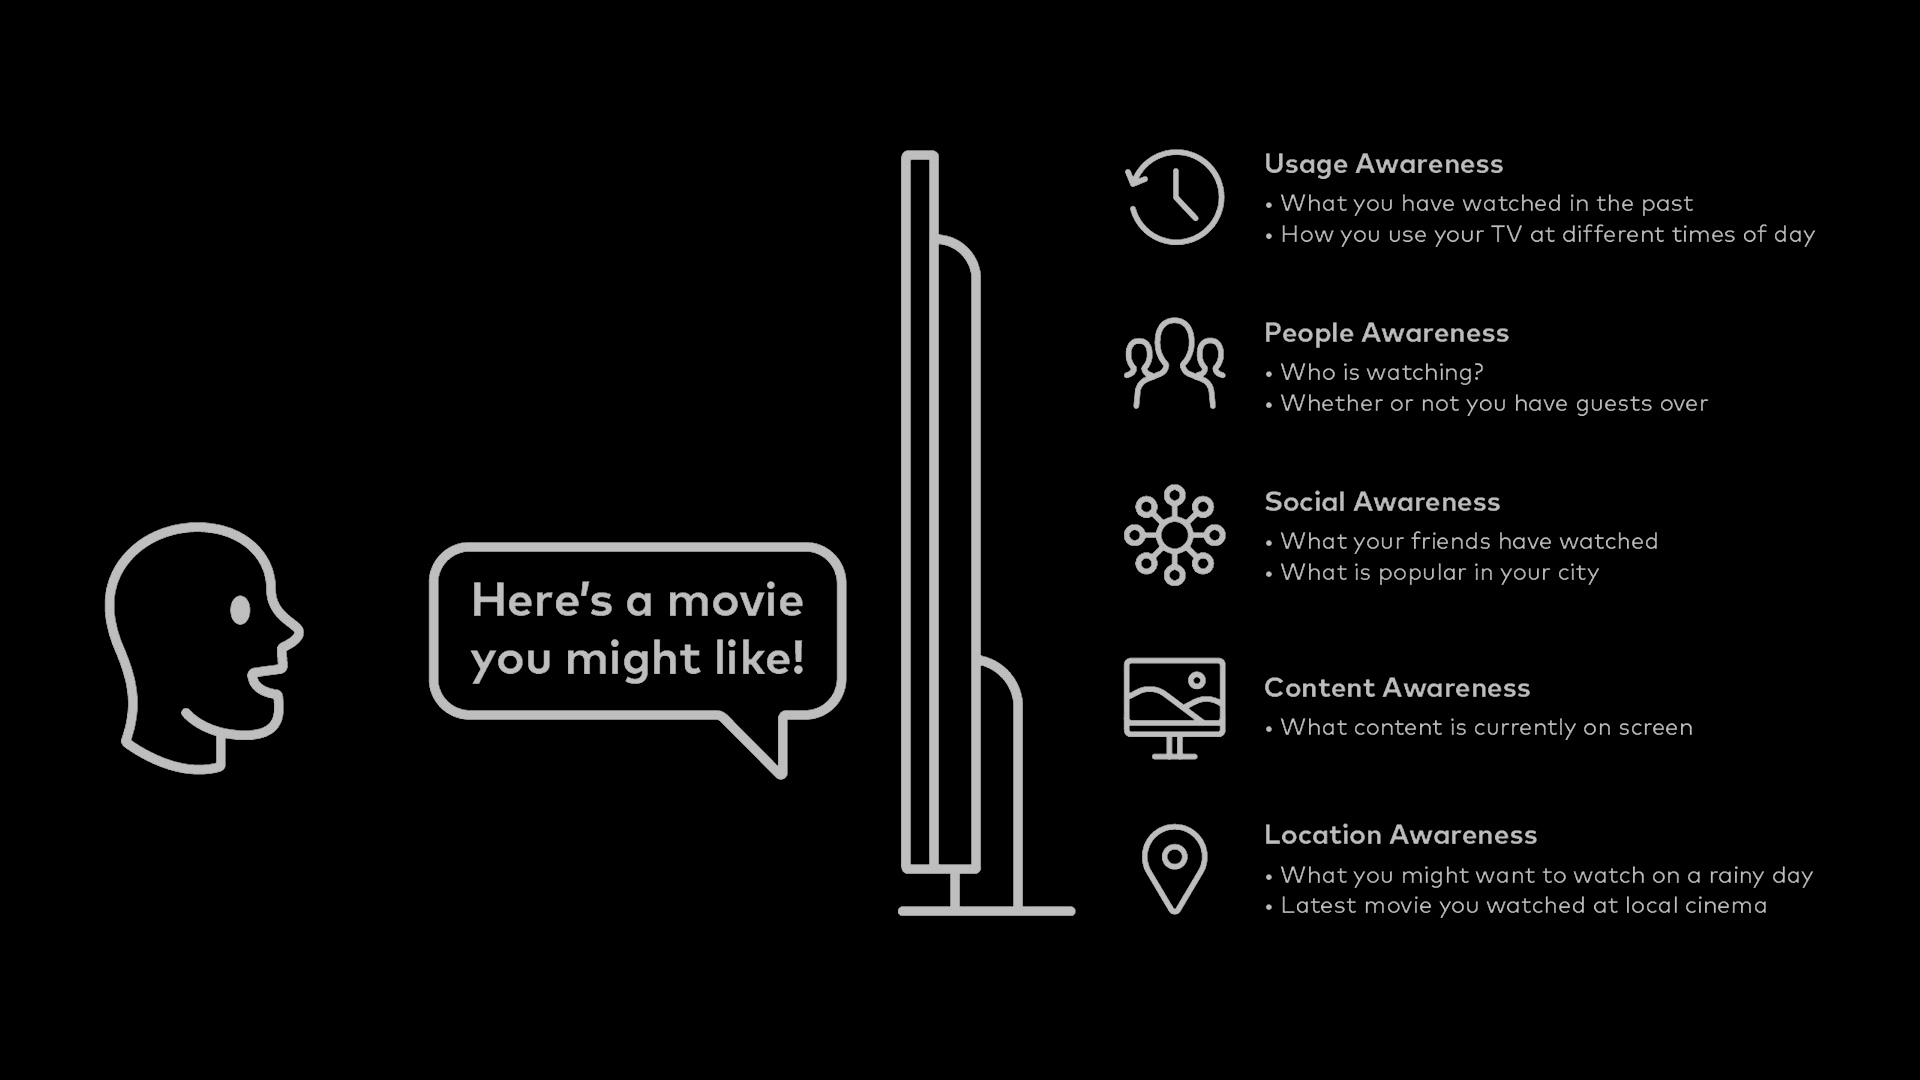 Here's a movie
you might like!
Usage Awareness
• What you have watched in the past
• How you use your TV at different times of day
People Awareness
• Who is watching?
• Whether or not you have guests over
Social Awareness
• What your friends have watched
• What is popular in your city
Content Awareness
• What content is currently on screen
Location Awareness
• What you might want to watch on a rainy day
• Latest movie you watched at local cinema